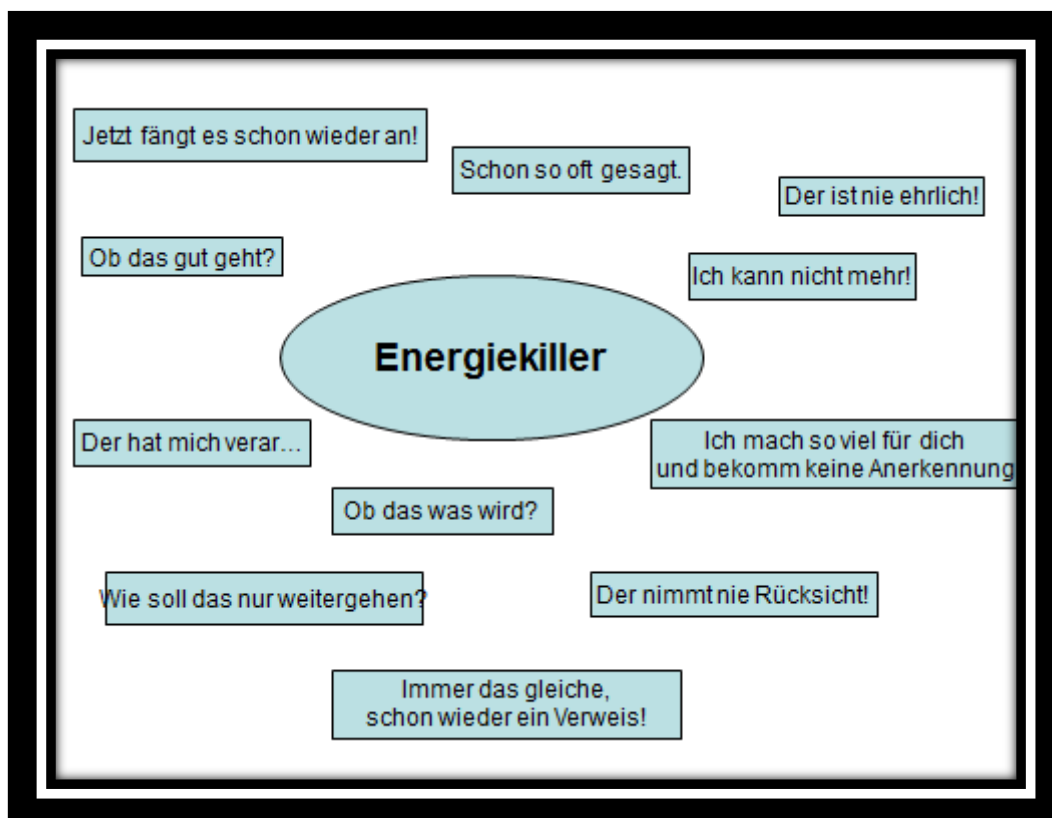 Jetzt fängt es schon wieder an!
Schon so oft gesagt.
Der ist nie ehrlich!
Ob das gut geht?
Ich kann nicht mehr!
Energiekiller
Der hat mich verar…
Ich mach so viel für dich
und bekomm keine Anerkennung
Ob das was wird?
Wie soll das nur weitergehen?
Der nimmt nie Rücksicht!
Immer das gleiche,
schon wieder ein Verweis!